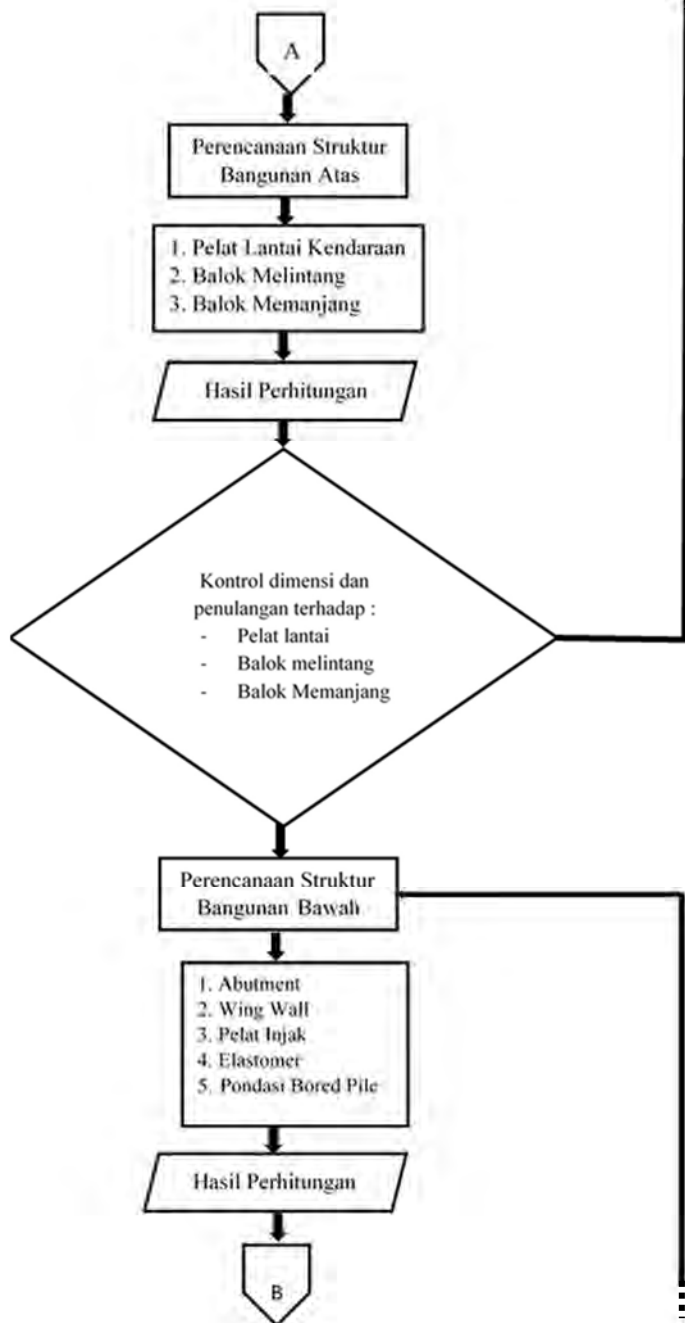 A
Perencanaan Struktur
Bangunan Atas
1. Pelat Lantai Kendaraan
2. Balok Melintang
3. Balok Memanjang
Hasil Perhitungan
Kontrol dimensi dan
penulangan terhadap :
- Pelat lantai
- Balok melintang
- Balok Memanjang
Perencanaan Struktur
Bangunan Bawah
1. Abutment
2. Wing Wall
3. Pelat Injak
4. Elastomer
5. Pondasi Bored Pile
Hasil Perhitungan
B